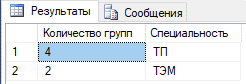 Результаты Сообщения
Количество групп Специальность
1 4 ТП
2 2 ТЭМ